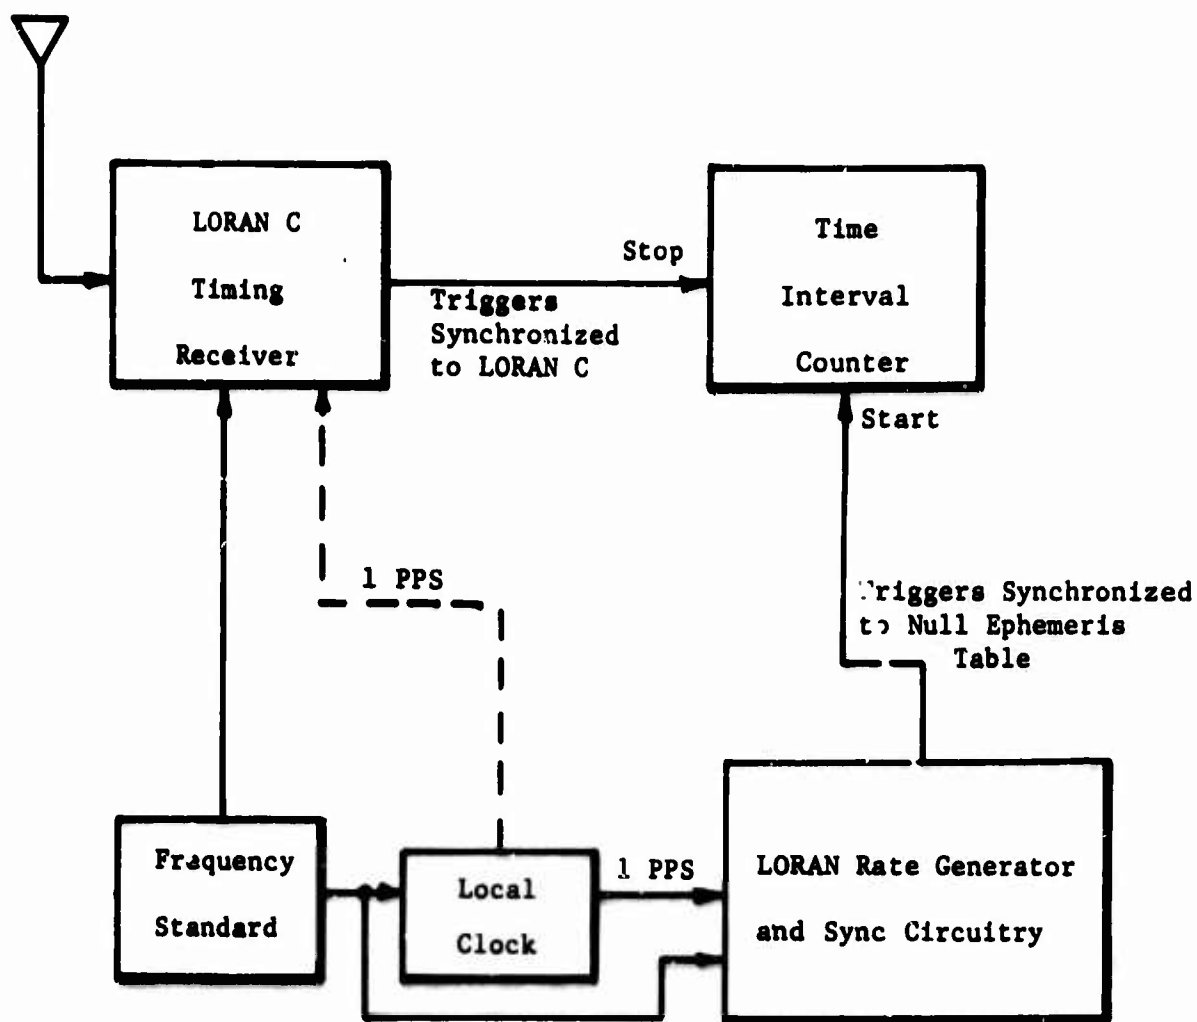 LORAN C
Timing
Receiver
Stop
Triggers
Synchronized
to LORAN C
Time
Interval
Counter
Start
1 PPS
Triggers Synchronized
to Null Ephemeris
Table
Frequency
Standard
Local
Clock
1 PPS
LORAN Rate Generator
and Sync Circuitry